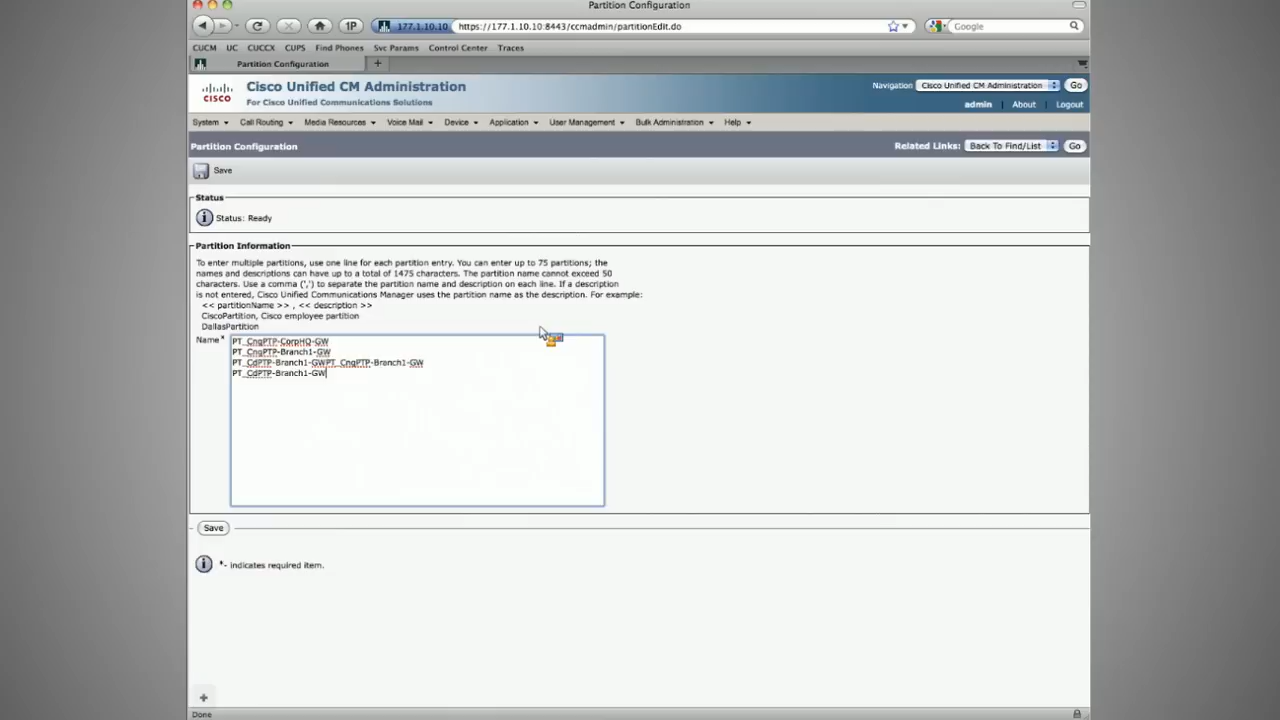 Partition Configuration
1P
177.1.10.10
https://177.1.10.10:8443/ccmadmin/partitionEdit.do
Google
CUCM UC CUCCX CUPS Find Phones Svc Params Control Center Traces
Partition Configuration
cisco
Cisco Unified CM Administration
For Cisco Unified Communications Solutions
Navigation Cisco Unified CM Administration Go
admin | About | Logout
System Call Routing Media Resources Voice Mail Device Application User Management Bulk Administration Help
Partition Configuration
Related Links: Back To Find/List Go
Save
Status
Status: Ready
Partition Information
To enter multiple partitions, use one line for each partition entry. You can enter up to 75 partitions; the
names and descriptions can have up to a total of 1475 characters. The partition name cannot exceed 50
characters. Use a comma (',') to separate the partition name and description on each line. If a description
is not entered, Cisco Unified Communications Manager uses the partition name as the description. For example:
<< partitionName >> , << description >>
CiscoPartition, Cisco employee partition
DallasPartition
Name*
PT_CngPTP-CorpHQ-GW
PT_CngPTP-Branch1-GW
PT_CdPTP-Branch1-GWPT_CngPTP-Branch1-GW
PT_CdPTP-Branch1-GW
Save
*- indicates required item.
Done